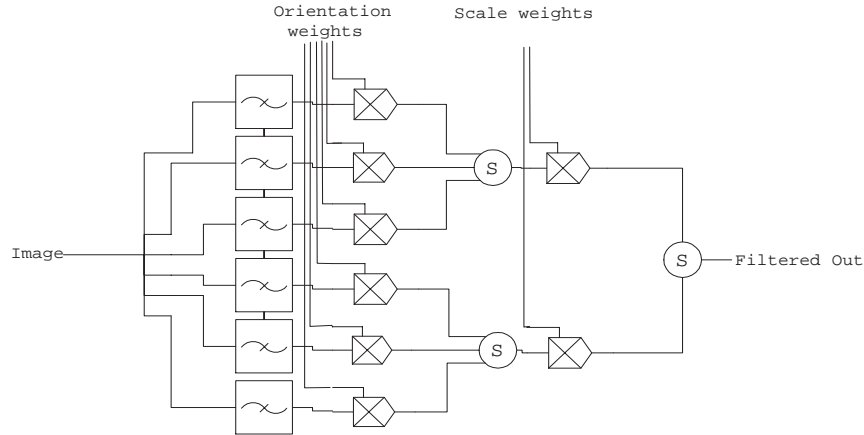 Orientation
weights
Scale weights
S
Image
S
Filtered Out
S